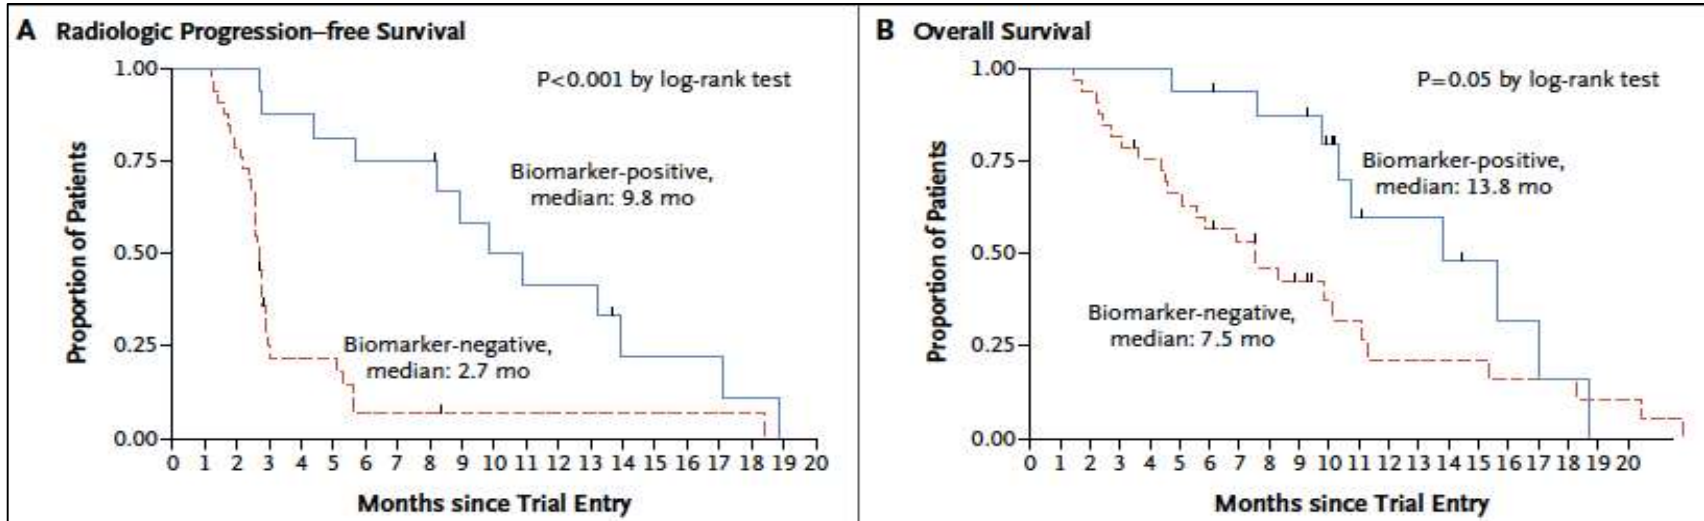 A Radiologic Progression–free Survival
P<0.001 by log-rank test
Proportion of Patients
1.00
0.75
0.50
0.25
0.00
Biomarker-positive,
median: 9.8 mo
Biomarker-negative,
median: 2.7 mo
0 1 2 3 4 5 6 7 8 9 10 11 12 13 14 15 16 17 18 19 20
Months since Trial Entry
B Overall Survival
P=0.05 by log-rank test
Proportion of Patients
1.00
0.75
0.50
0.25
0.00
Biomarker-positive,
median: 13.8 mo
Biomarker-negative,
median: 7.5 mo
0 1 2 3 4 5 6 7 8 9 10 11 12 13 14 15 16 17 18 19 20
Months since Trial Entry